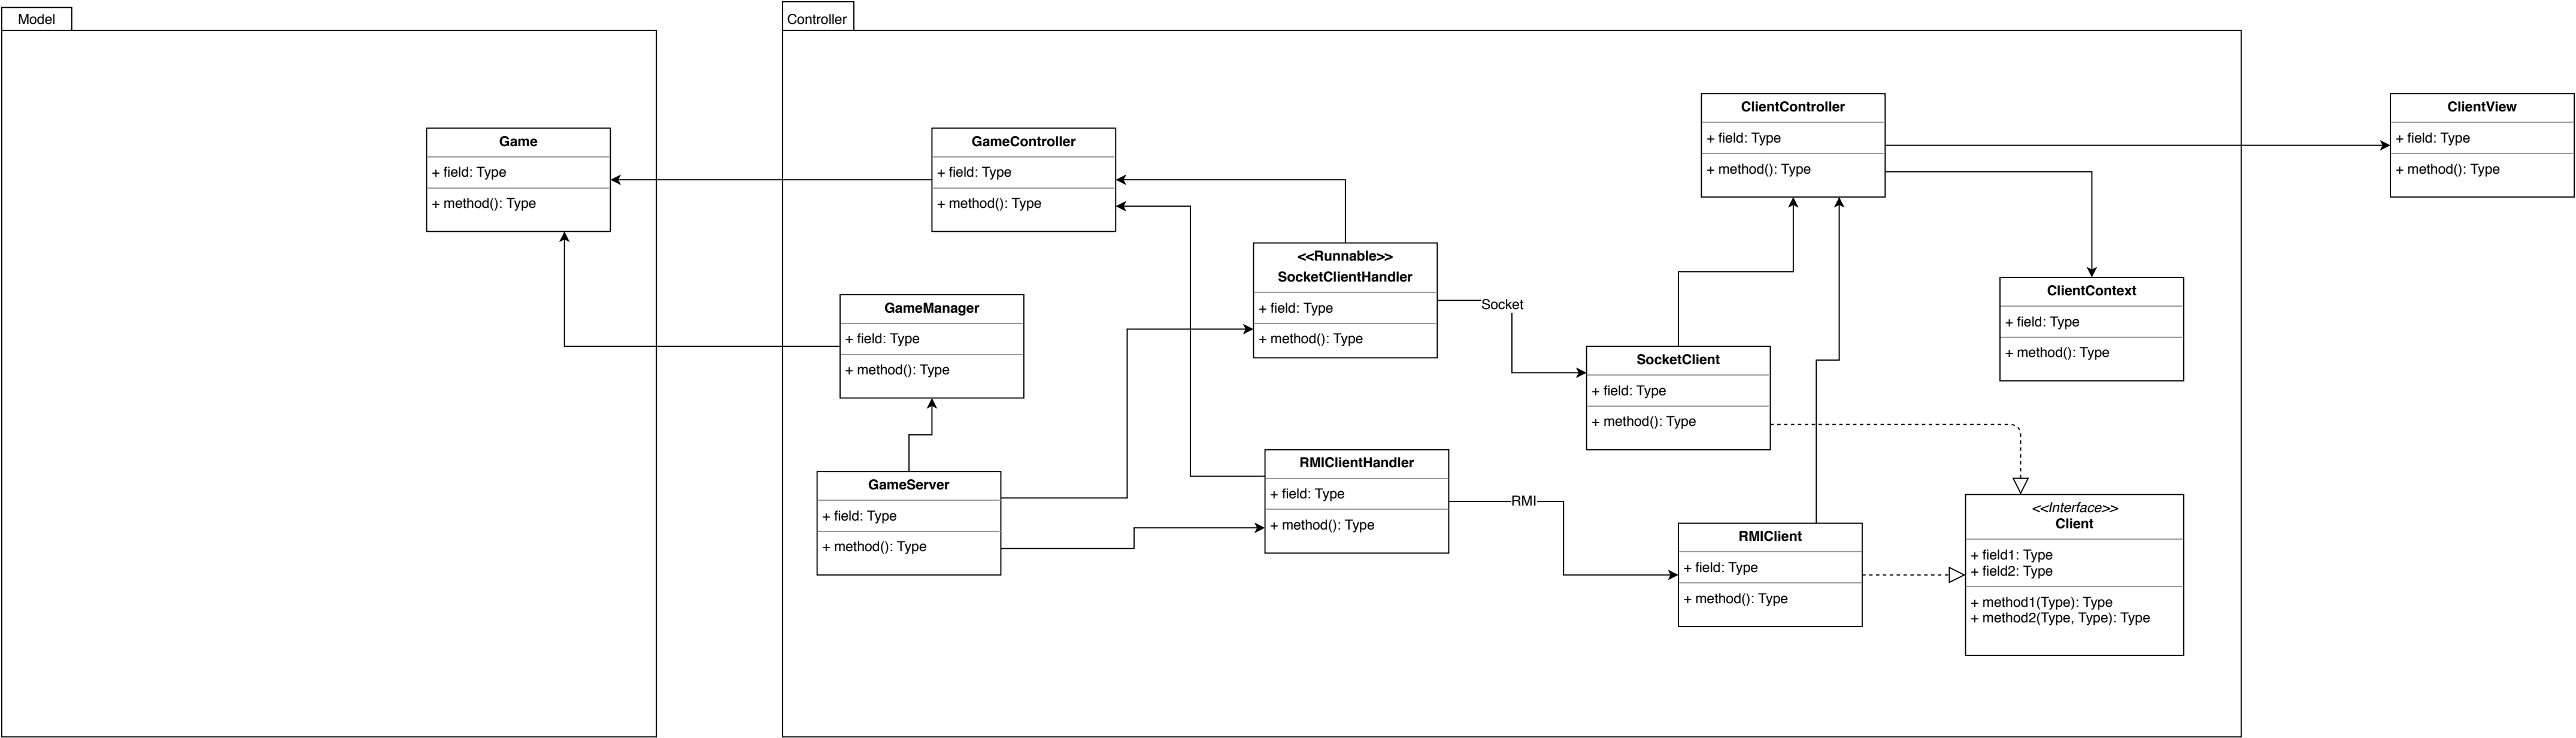 Model
Controller
Game
+ field: Type
+ method(): Type
GameController
+ field: Type
+ method(): Type
GameManager
+ field: Type
+ method(): Type
GameServer
+ field: Type
+ method(): Type
<<Runnable>>
SocketClientHandler
+ field: Type
+ method(): Type
Socket
RMIClientHandler
+ field: Type
+ method(): Type
RMI
SocketClient
+ field: Type
+ method(): Type
RMIClient
+ field: Type
+ method(): Type
ClientController
+ field: Type
+ method(): Type
ClientContext
+ field: Type
+ method(): Type
<<Interface>>
Client
+ field1: Type
+ field2: Type
+ method1(Type): Type
+ method2(Type, Type): Type
ClientView
+ field: Type
+ method(): Type